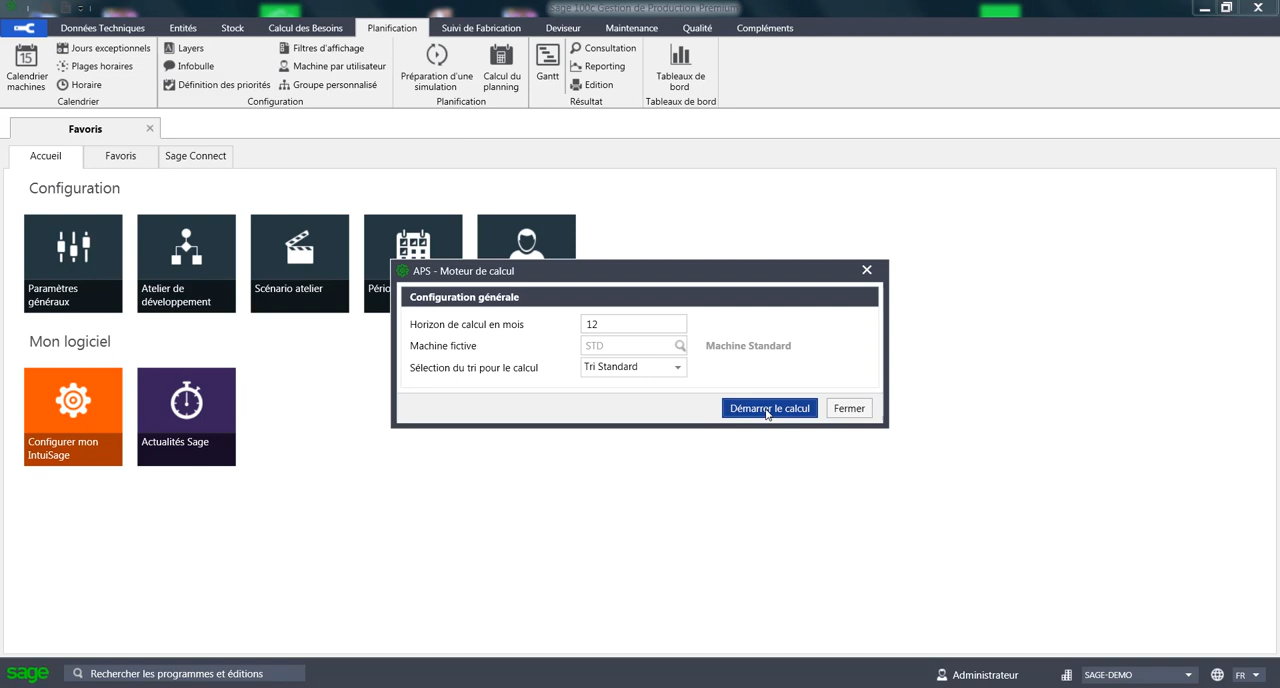 Sage 100c Gestion de Production Premium
Données Techniques Entités Stock Calcul des Besoins Planification Suivi de Fabrication Deviseur Maintenance Qualité Compléments
15
Calendrier machines
Jours exceptionnels
Plages horaires
Horaire
Calendrier
Layers
Infobulle
Définition des priorités
Filtres d'affichage
Machine par utilisateur
Groupe personnalisé
Configuration
Préparation d'une simulation
Calcul du planning
Planification
Gantt
Consultation
Reporting
Edition
Résultat
Tableaux de bord
Tableaux de bord
Favoris
Accueil Favoris Sage Connect
Configuration
Paramètres généraux
Atelier de développement
Scénario atelier
Pério
APS - Moteur de calcul
Configuration générale
Horizon de calcul en mois 12
Machine fictive STD Machine Standard
Sélection du tri pour le calcul Tri Standard
Démarrer le calcul Fermer
Mon logiciel
Configurer mon IntuiSage
Actualités Sage
sage Rechercher les programmes et éditions Administrateur SAGE-DEMO FR